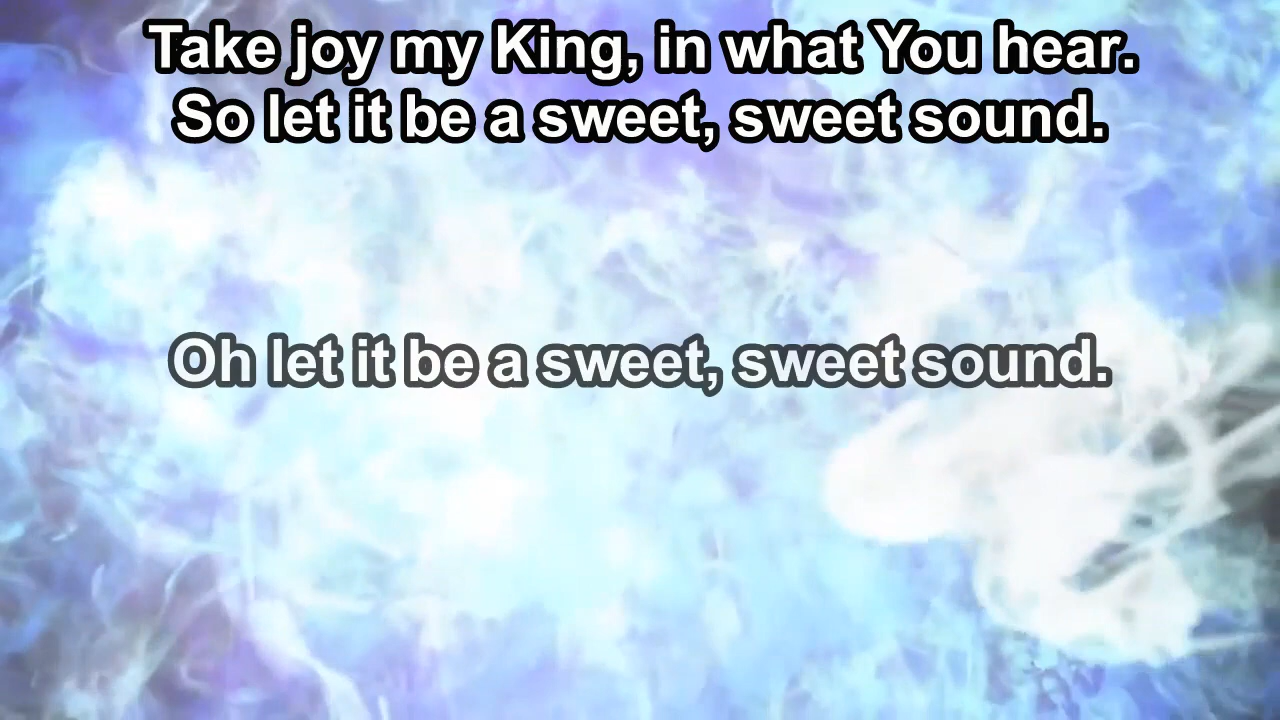 Take joy my King, in what You hear.
So let it be a sweet, sweet sound.
Oh let it be a sweet, sweet sound.